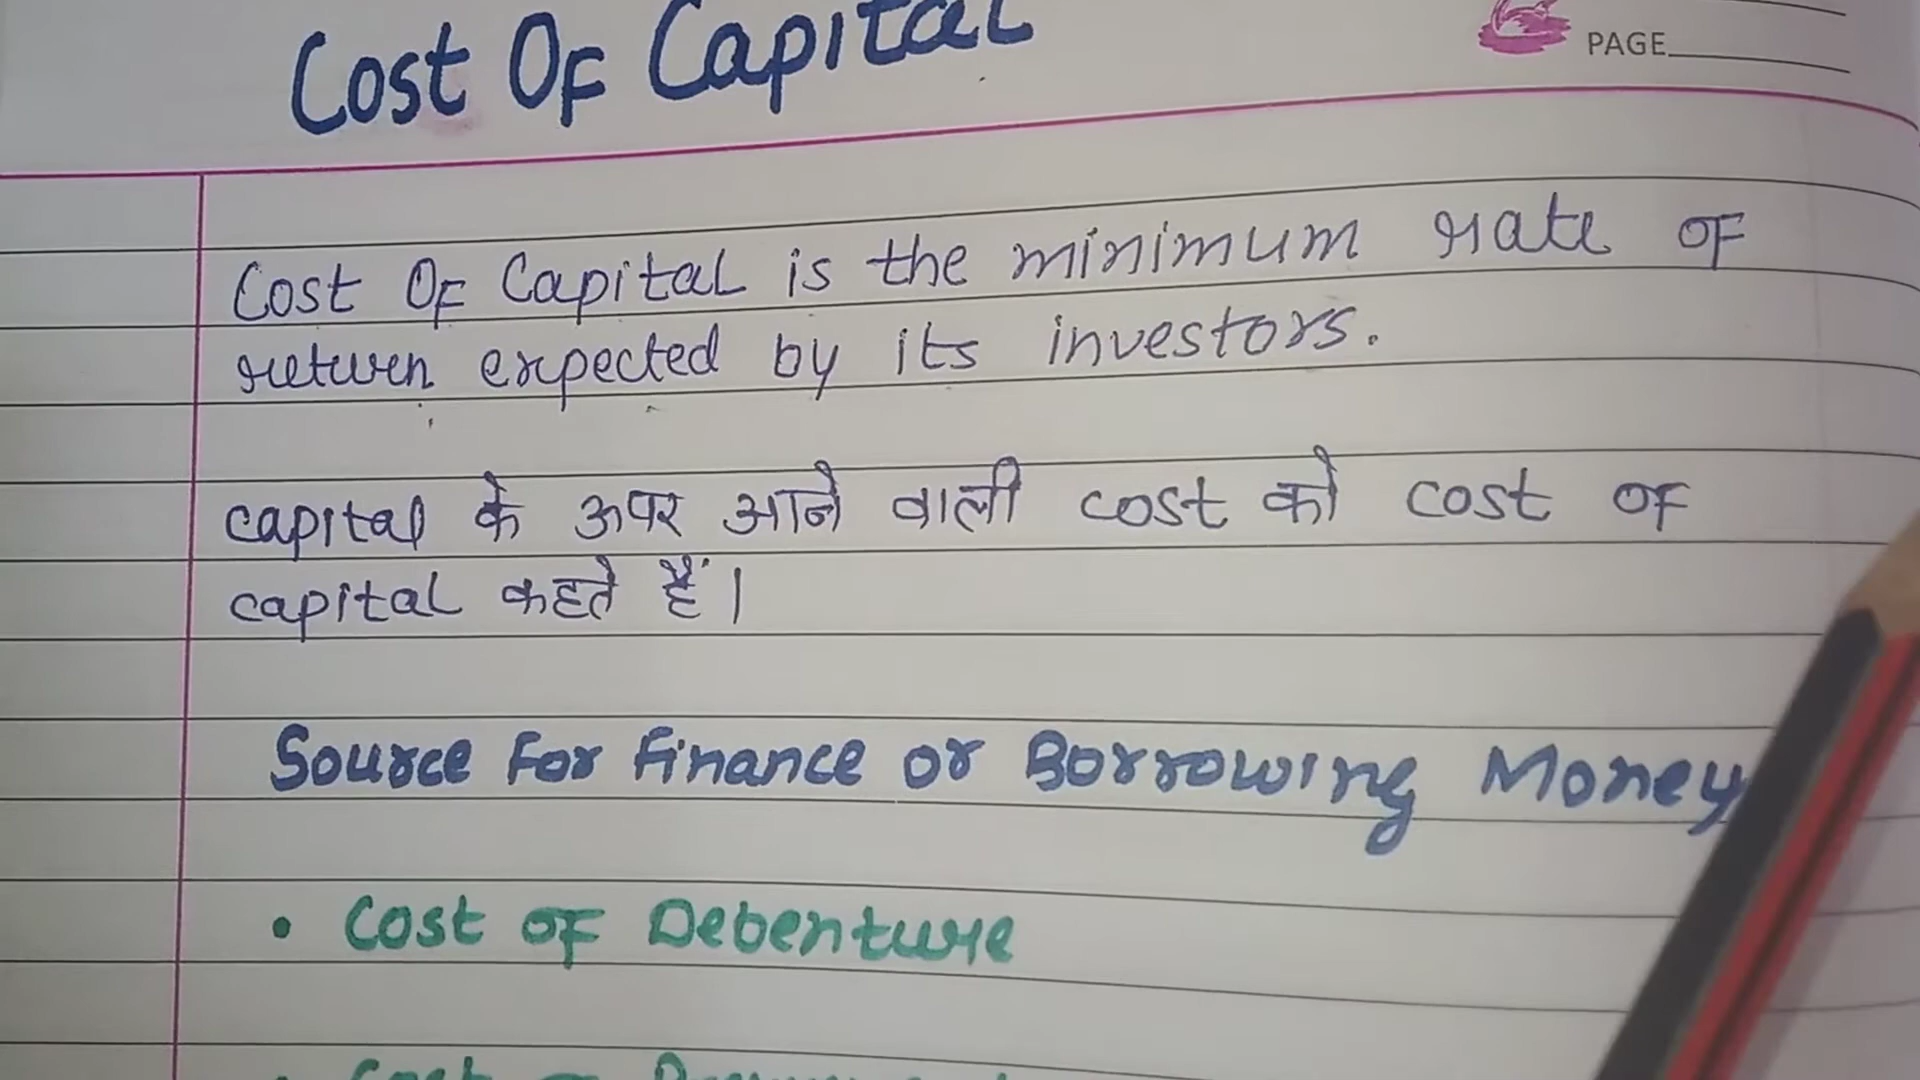 Cost Of Capital
PAGE
Cost Of Capital is the minimum rate of
return expected by its investors.
capital के ऊपर आने वाली cost को cost of
capital कहते हैं।
Source For Finance or Borrowing Money
• Cost of Debenture